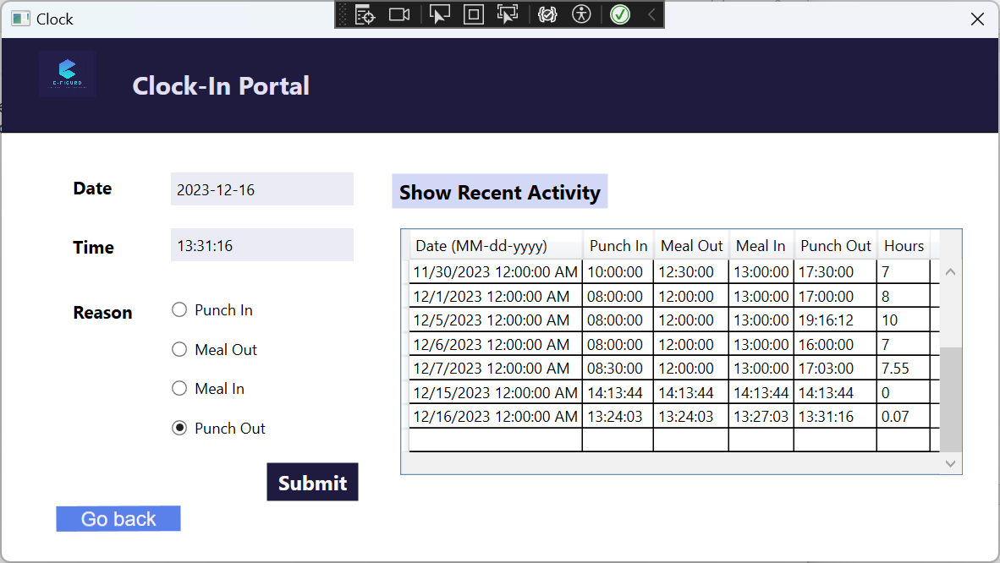 Clock
E-FIGURO
Clock-In Portal
Date
2023-12-16
Time
13:31:16
Reason
Punch In
Meal Out
Meal In
Punch Out
Submit
Go back
Show Recent Activity
Date (MM-dd-yyyy) Punch In Meal Out Meal In Punch Out Hours
11/30/2023 12:00:00 AM 10:00:00 12:30:00 13:00:00 17:30:00 7
12/1/2023 12:00:00 AM 08:00:00 12:00:00 13:00:00 17:00:00 8
12/5/2023 12:00:00 AM 08:00:00 12:00:00 13:00:00 19:16:12 10
12/6/2023 12:00:00 AM 08:00:00 12:00:00 13:00:00 16:00:00 7
12/7/2023 12:00:00 AM 08:30:00 12:00:00 13:00:00 17:03:00 7.55
12/15/2023 12:00:00 AM 14:13:44 14:13:44 14:13:44 14:13:44 0
12/16/2023 12:00:00 AM 13:24:03 13:24:03 13:27:03 13:31:16 0.07